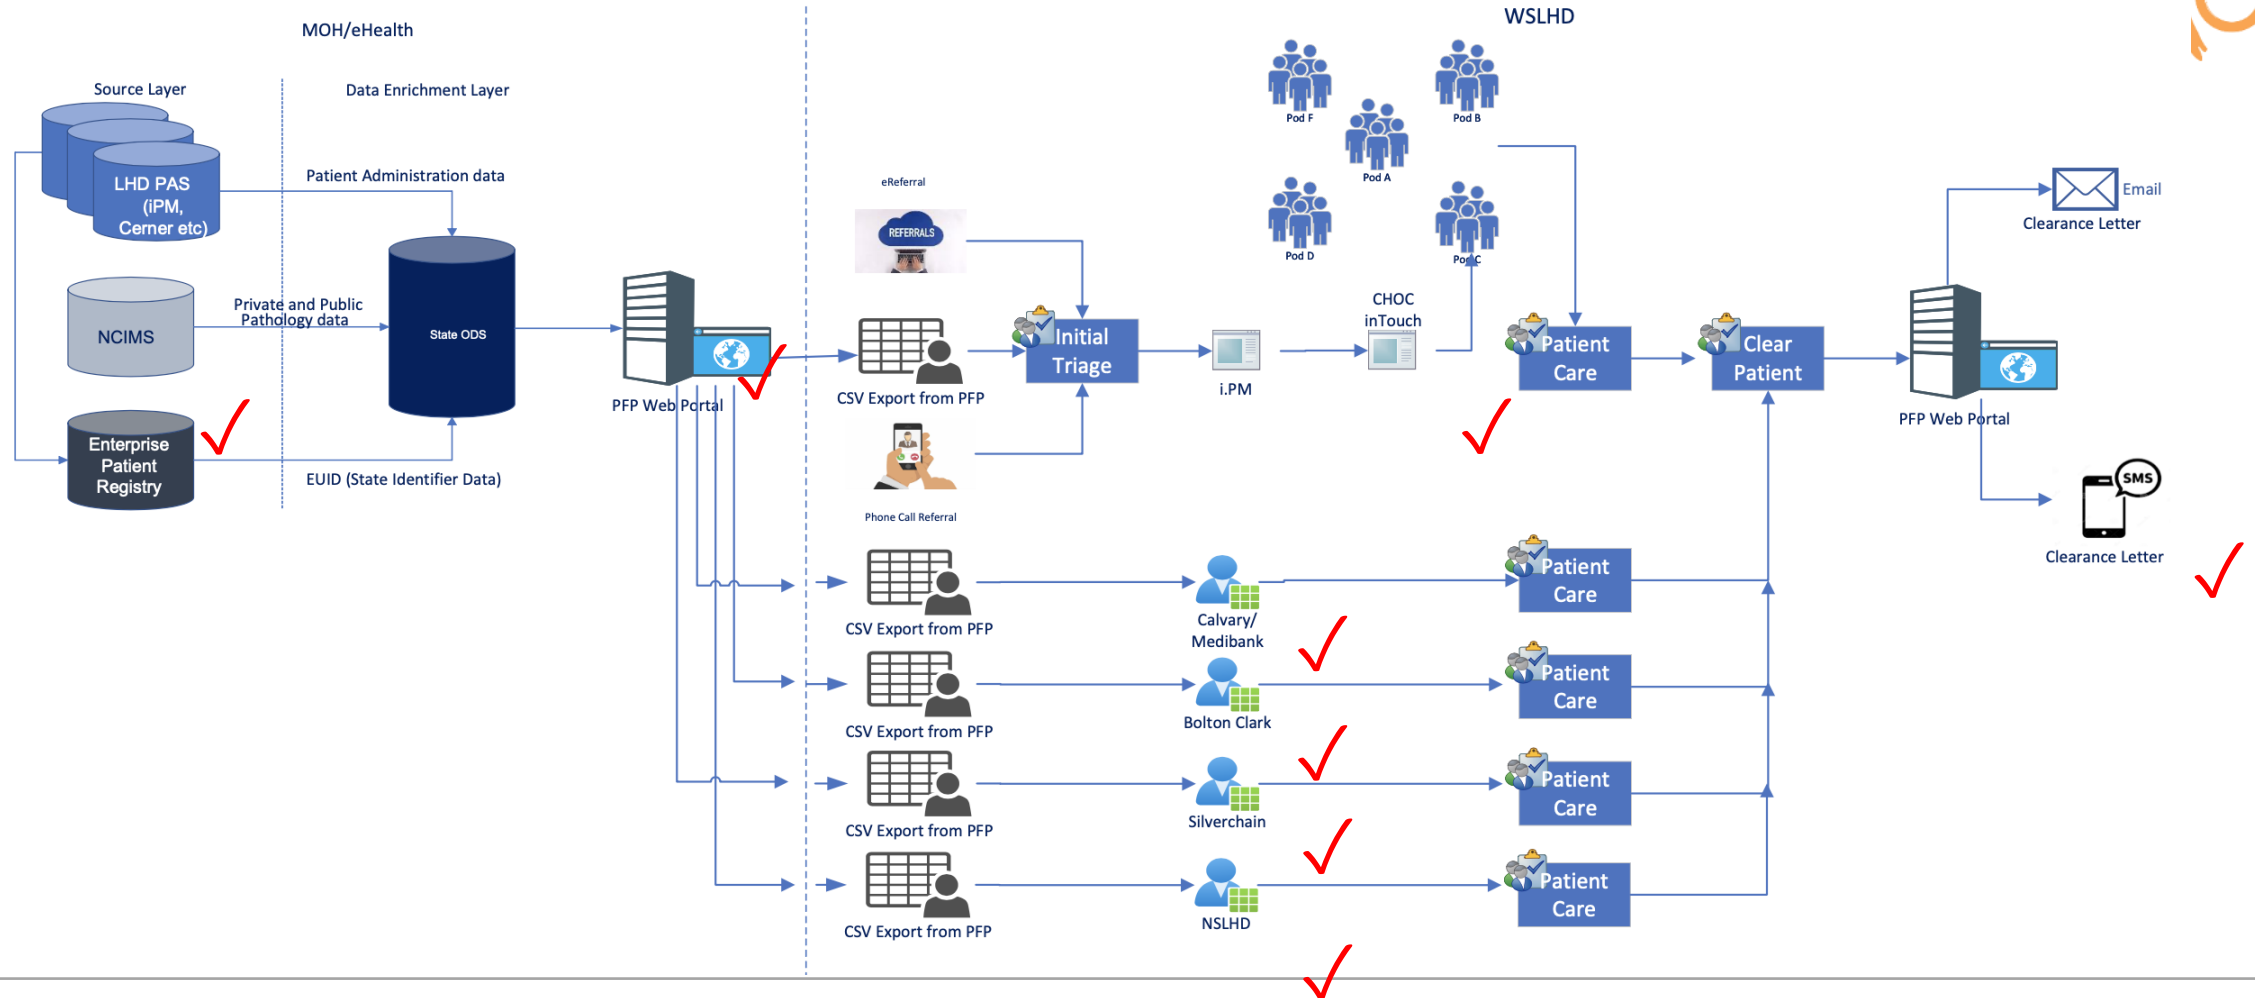 MOH/eHealth
WSLHD
Source Layer
Data Enrichment Layer
LHD PAS
(iPM,
Cerner etc)
Patient Administration data
NCIMS
Private and Public
Pathology data
State ODS
Enterprise
Patient
Registry
EUID (State Identifier Data)
PFP Web Portal
eReferral
REFERRALS
CSV Export from PFP
Phone Call Referral
Initial
Triage
i.PM
CHOC
inTouch
Pod F
Pod B
Pod A
Pod D
Pod C
Patient
Care
Clear
Patient
PFP Web Portal
Email
Clearance Letter
SMS
Clearance Letter
CSV Export from PFP
Calvary/
Medibank
Patient
Care
CSV Export from PFP
Bolton Clark
Patient
Care
CSV Export from PFP
Silverchain
Patient
Care
CSV Export from PFP
NSLHD
Patient
Care